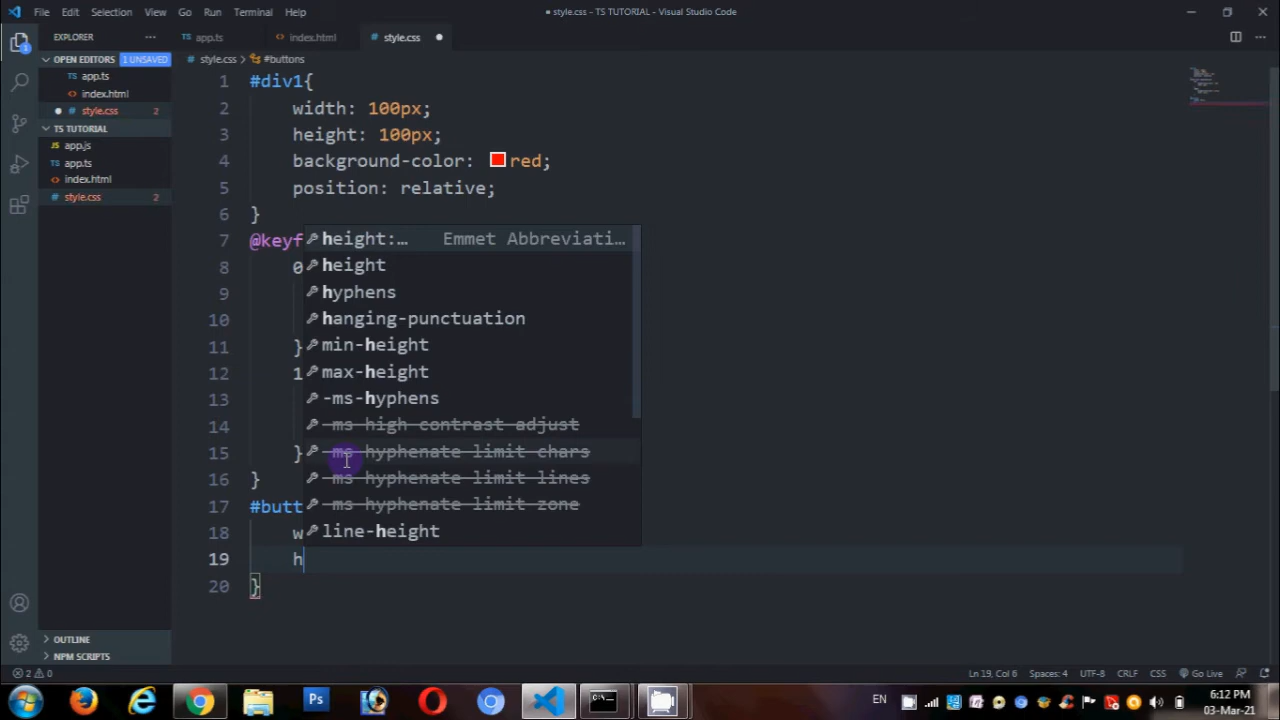 File Edit Selection View Go Run Terminal Help
● style.css - TS TUTORIAL - Visual Studio Code
EXPLORER ...
app.ts index.html # style.css ●
OPEN EDITORS 1 UNSAVED
style.css > #buttons
TS app.ts
<> index.html
● # style.css 2
TS TUTORIAL
JS app.js
TS app.ts
<> index.html
# style.css 2
1 #div1{
2 width: 100px;
3 height: 100px;
4 background-color: red;
5 position: relative;
6 }
7 @keyf
8 0
9
10
11 }
12 1
13
14
15 }
16 }
17 #butt
18 w
19 h
20 }
height:… Emmet Abbreviati…
height
hyphens
hanging-punctuation
min-height
max-height
-ms-hyphens
-ms-high-contrast-adjust
-ms-hyphenate-limit-chars
-ms-hyphenate-limit-lines
-ms-hyphenate-limit-zone
line-height
OUTLINE
NPM SCRIPTS
2 0
Ln 19, Col 6 Spaces: 4 UTF-8 CRLF CSS Go Live
Ps
C:\_
EN
6:12 PM
03-Mar-21